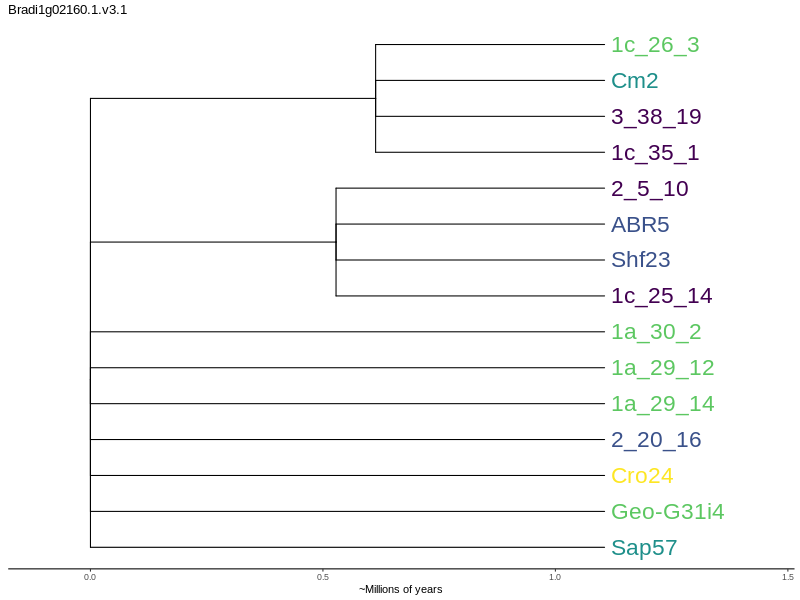 Bradi1g02160.1.v3.1
1c_26_3
Cm2
3_38_19
1c_35_1
2_5_10
ABR5
Shf23
1c_25_14
1a_30_2
1a_29_12
1a_29_14
2_20_16
Cro24
Geo-G31i4
Sap57
0.0 0.5 1.0 1.5
~Millions of years